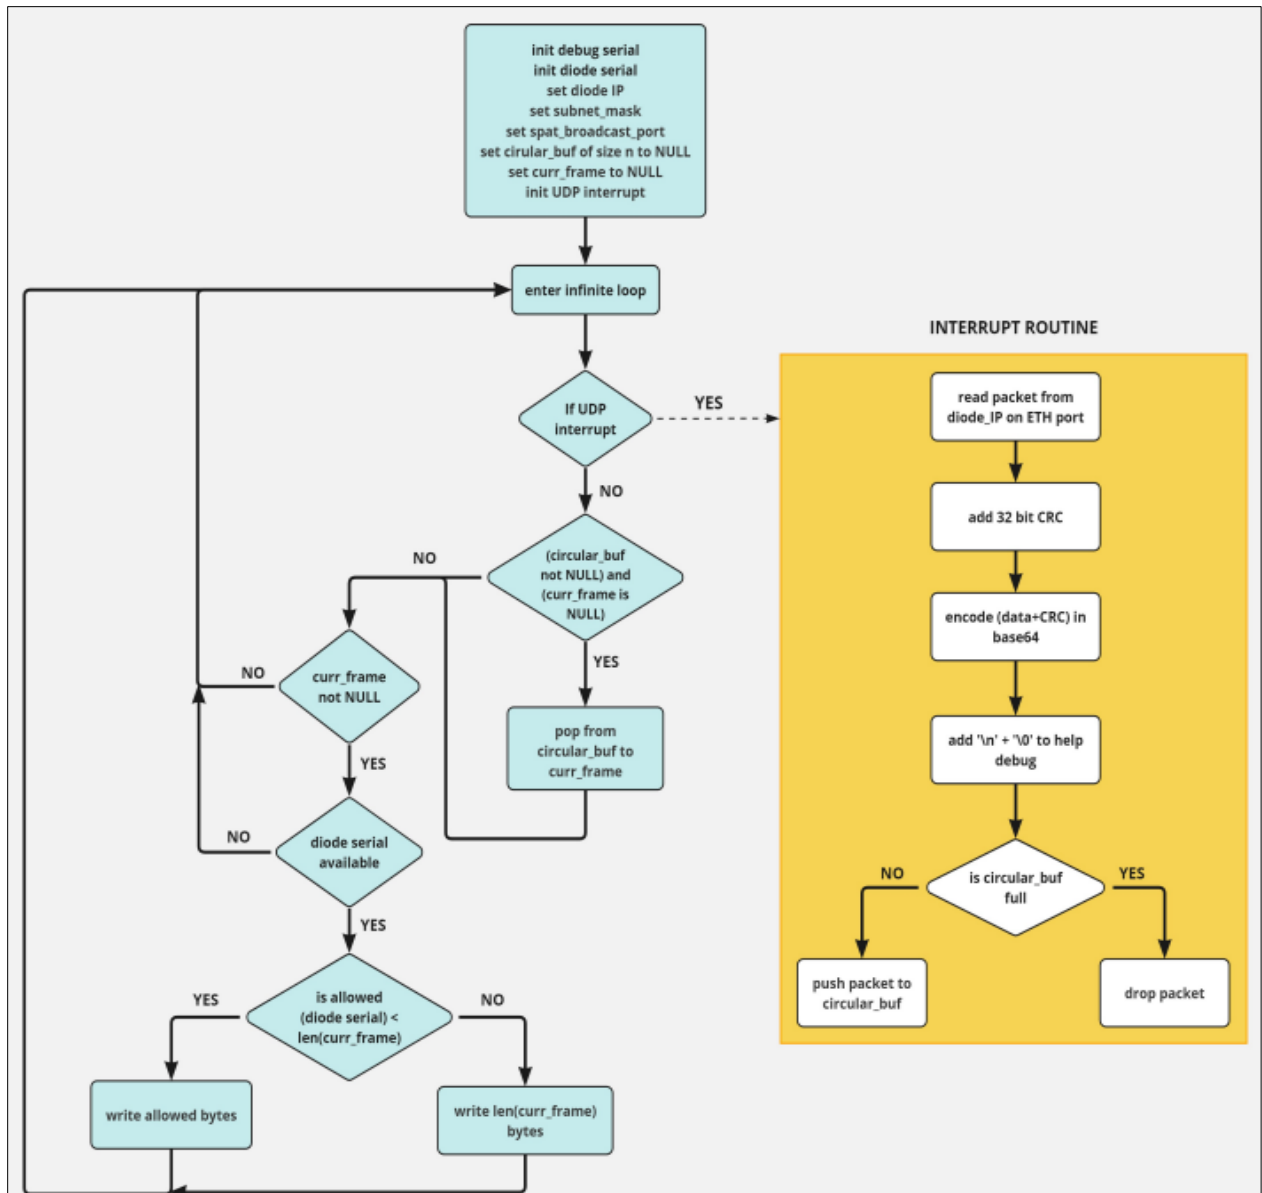 init debug serial
init diode serial
set diode IP
set subnet_mask
set spat_broadcast_port
set cirular_buf of size n to NULL
set curr_frame to NULL
init UDP interrupt
enter infinite loop
INTERRUPT ROUTINE
If UDP
interrupt
YES
read packet from
diode_IP on ETH port
NO
add 32 bit CRC
(circular_buf
not NULL) and
(curr_frame is
NULL)
NO
encode (data+CRC) in
base64
YES
curr_frame
not NULL
NO
pop from
circular_buf to
curr_frame
add '\n' + '\0' to help
debug
YES
diode serial
available
NO
is circular_buf
full
NO
YES
YES
push packet to
circular_buf
drop packet
is allowed
(diode serial) <
len(curr_frame)
YES
NO
write allowed bytes
write len(curr_frame)
bytes